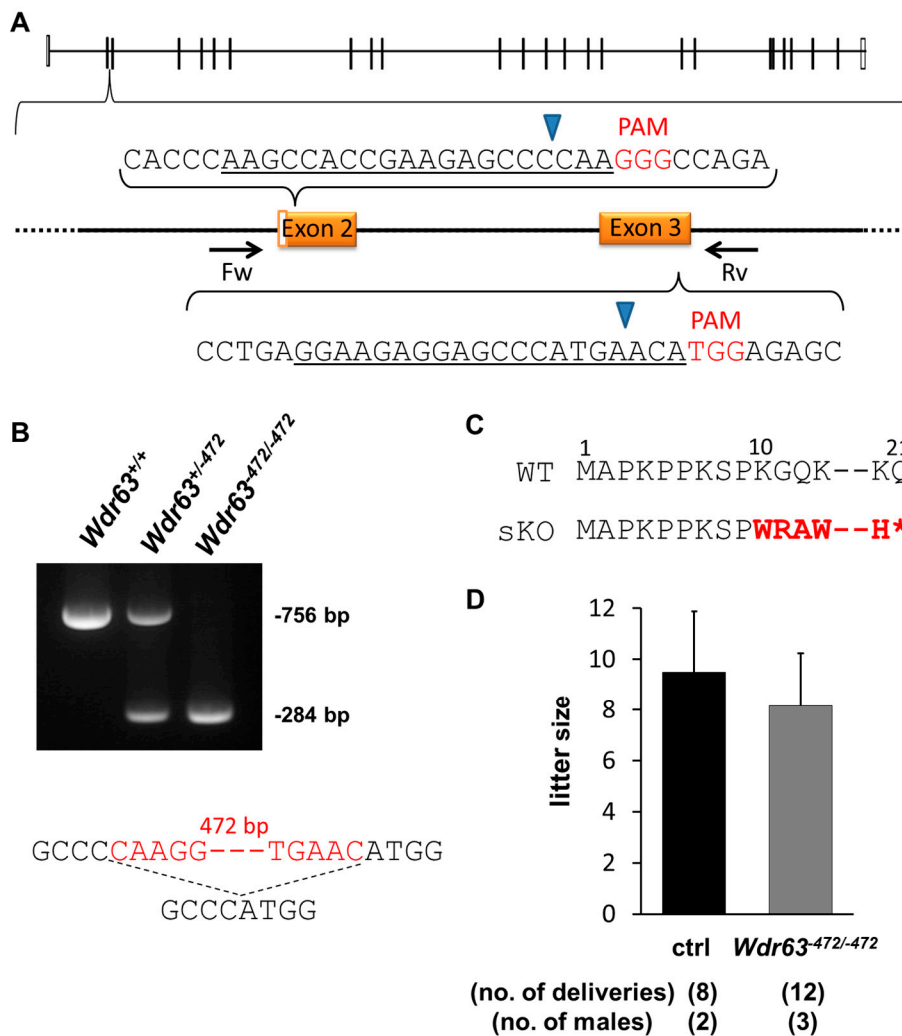 A
PAM
CACCCAAGCCACCGAAGAGCCCCAAGGGCCAGA
Exon 2
Exon 3
Fw
Rv
PAM
CCTGAGGAAGAGGAGCCCATGAACATGGAGAGC
B
Wdr63+/+
Wdr63+/-472
Wdr63-472/-472
-756 bp
-284 bp
472 bp
GCCCCAAGG---TGAACATGG
GCCCATGG
C
1 10 21
WT MAPKPPKSPKGQK--KQ
sKO MAPKPPKSPWRAW--H*
D
litter size
12
10
8
6
4
2
0
ctrl Wdr63-472/-472
(no. of deliveries) (8) (12)
(no. of males) (2) (3)